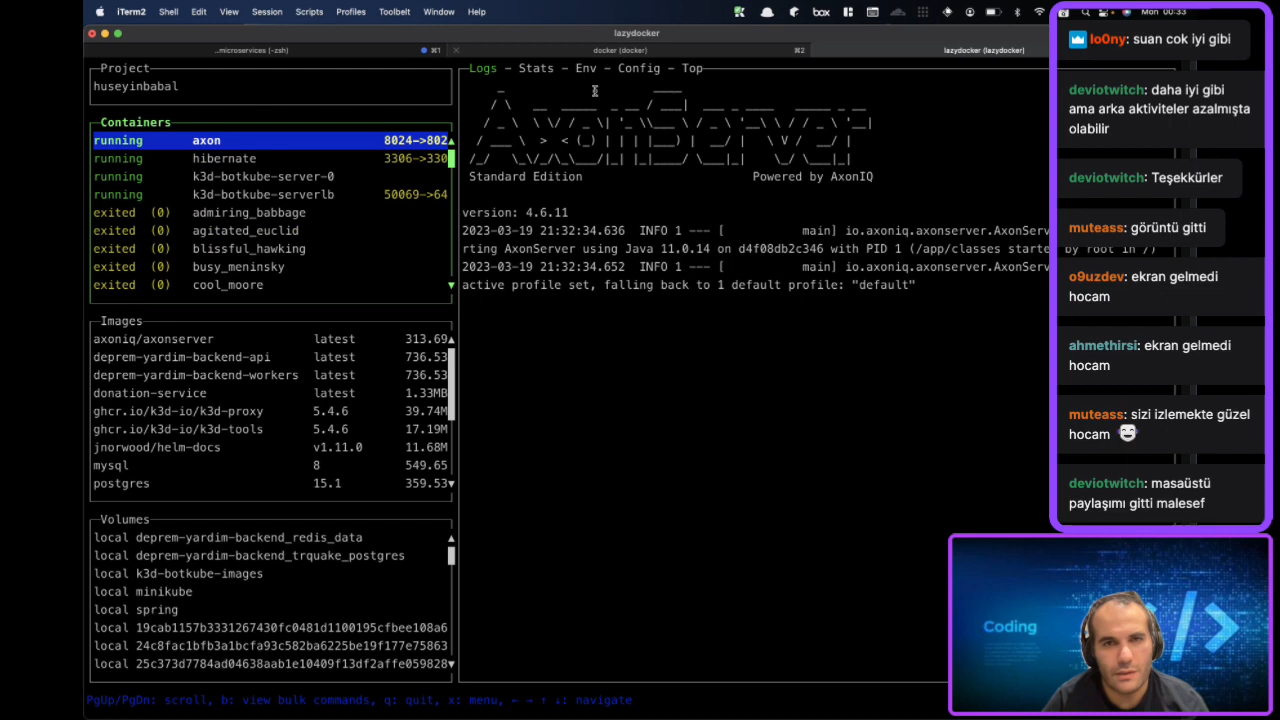 iTerm2 Shell Edit View Session Scripts Profiles Toolbelt Window Help
box
Mon 00:33
lazydocker
..microservices (-zsh) ⌘1
docker (docker) ⌘2
lazydocker (lazydocker)
Project
huseyinbabal
Containers
running axon 8024->802
running hibernate 3306->330
running k3d-botkube-server-0
running k3d-botkube-serverlb 50069->64
exited (0) admiring_babbage
exited (0) agitated_euclid
exited (0) blissful_hawking
exited (0) busy_meninsky
exited (0) cool_moore
Images
axoniq/axonserver latest 313.69
deprem-yardim-backend-api latest 736.53
deprem-yardim-backend-workers latest 736.53
donation-service latest 1.33MB
ghcr.io/k3d-io/k3d-proxy 5.4.6 39.74M
ghcr.io/k3d-io/k3d-tools 5.4.6 17.19M
jnorwood/helm-docs v1.11.0 11.68M
mysql 8 549.65
postgres 15.1 359.53
Volumes
local deprem-yardim-backend_redis_data
local deprem-yardim-backend_trquake_postgres
local k3d-botkube-images
local minikube
local spring
local 19cab1157b3331267430fc0481d1100195cfbee108a6
local 24c8fac1bfb3a1bcfa93c582ba6225be177e75863
local 25c373d7784ad04638aab1e10409f13df2affe059828
PgUp/PgDn: scroll, b: view bulk commands, q: quit, x: menu, ← → ↑ ↓: navigate
Logs - Stats - Env - Config - Top
AxonServer
Standard Edition Powered by AxonIQ
version: 4.6.11
2023-03-19 21:32:34.636 INFO 1 --- [ main] io.axoniq.axonserver.AxonServ
rting AxonServer using Java 11.0.14 on d4f08db2c346 with PID 1 (/app/classes starte by root in /)
2023-03-19 21:32:34.652 INFO 1 --- [ main] io.axoniq.axonserver.AxonServ
active profile set, falling back to 1 default profile: "default"
lo0ny: suan cok iyi gibi
deviotwitch: daha iyi gibi
ama arka aktiviteler azalmışta
olabilir
deviotwitch: Teşekkürler
muteass: görüntü gitti
o9uzdev: ekran gelmedi
hocam
ahmethirsi: ekran gelmedi
hocam
muteass: sizi izlemekte güzel
hocam
deviotwitch: masaüstü
paylaşımı gitti malesef
Coding